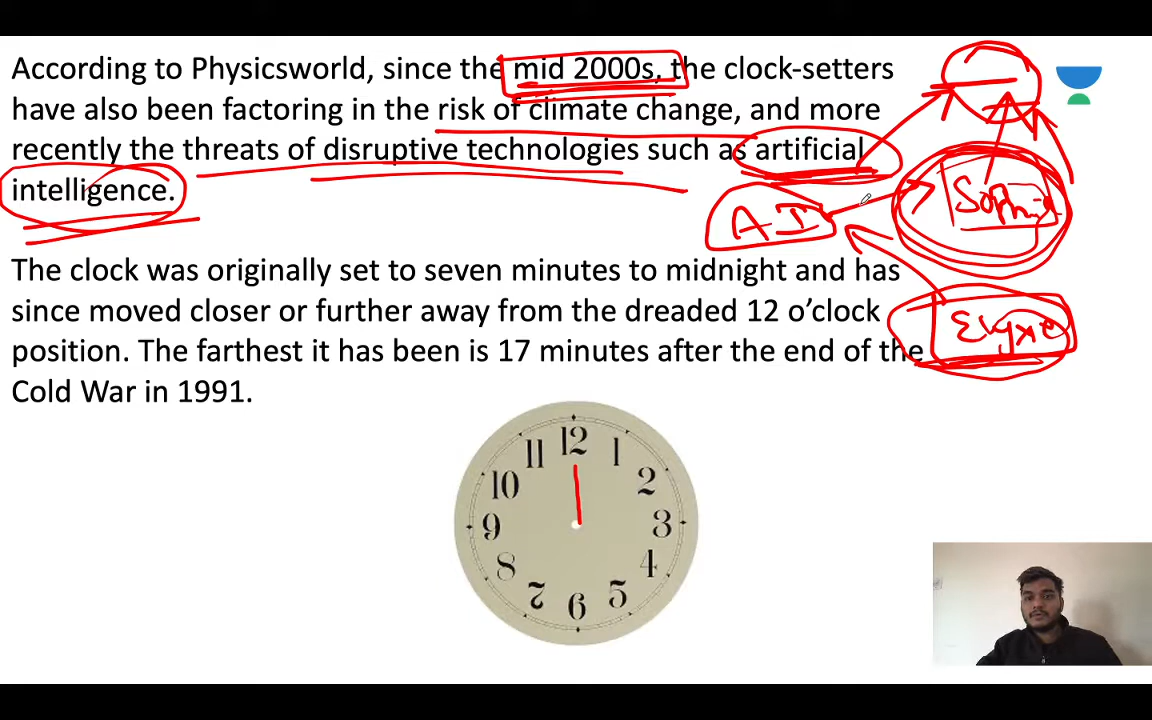 According to Physicsworld, since the mid 2000s, the clock-setters
have also been factoring in the risk of climate change, and more
recently the threats of disruptive technologies such as artificial
intelligence.
AI
Sophia
The clock was originally set to seven minutes to midnight and has
since moved closer or further away from the dreaded 12 o’clock
position. The farthest it has been is 17 minutes after the end of the
Cold War in 1991.
12
11 1
10 2
9 3
8 4
7 5
6